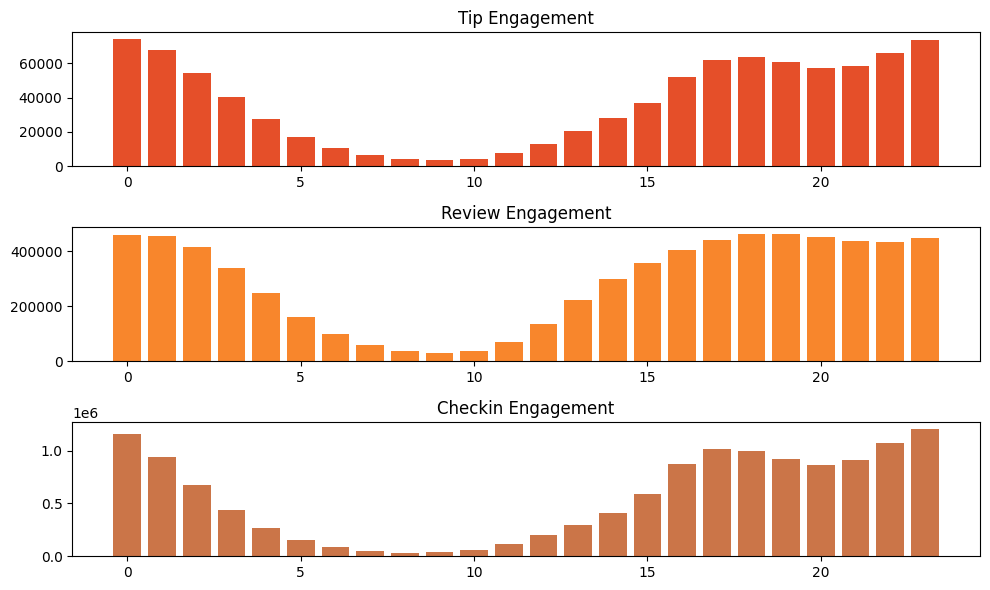 Tip Engagement
60000
40000
20000
0
0 5 10 15 20
Review Engagement
400000
200000
0
0 5 10 15 20
Checkin Engagement
1e6
1.0
0.5
0.0
0 5 10 15 20